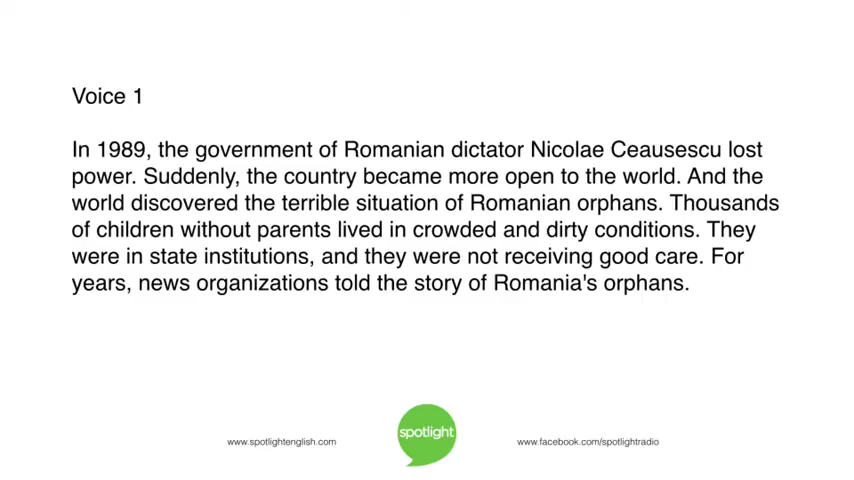 Voice 1
In 1989, the government of Romanian dictator Nicolae Ceausescu lost
power. Suddenly, the country became more open to the world. And the
world discovered the terrible situation of Romanian orphans. Thousands
of children without parents lived in crowded and dirty conditions. They
were in state institutions, and they were not receiving good care. For
years, news organizations told the story of Romania's orphans.
www.spotlightenglish.com
spotlight
www.facebook.com/spotlightradio